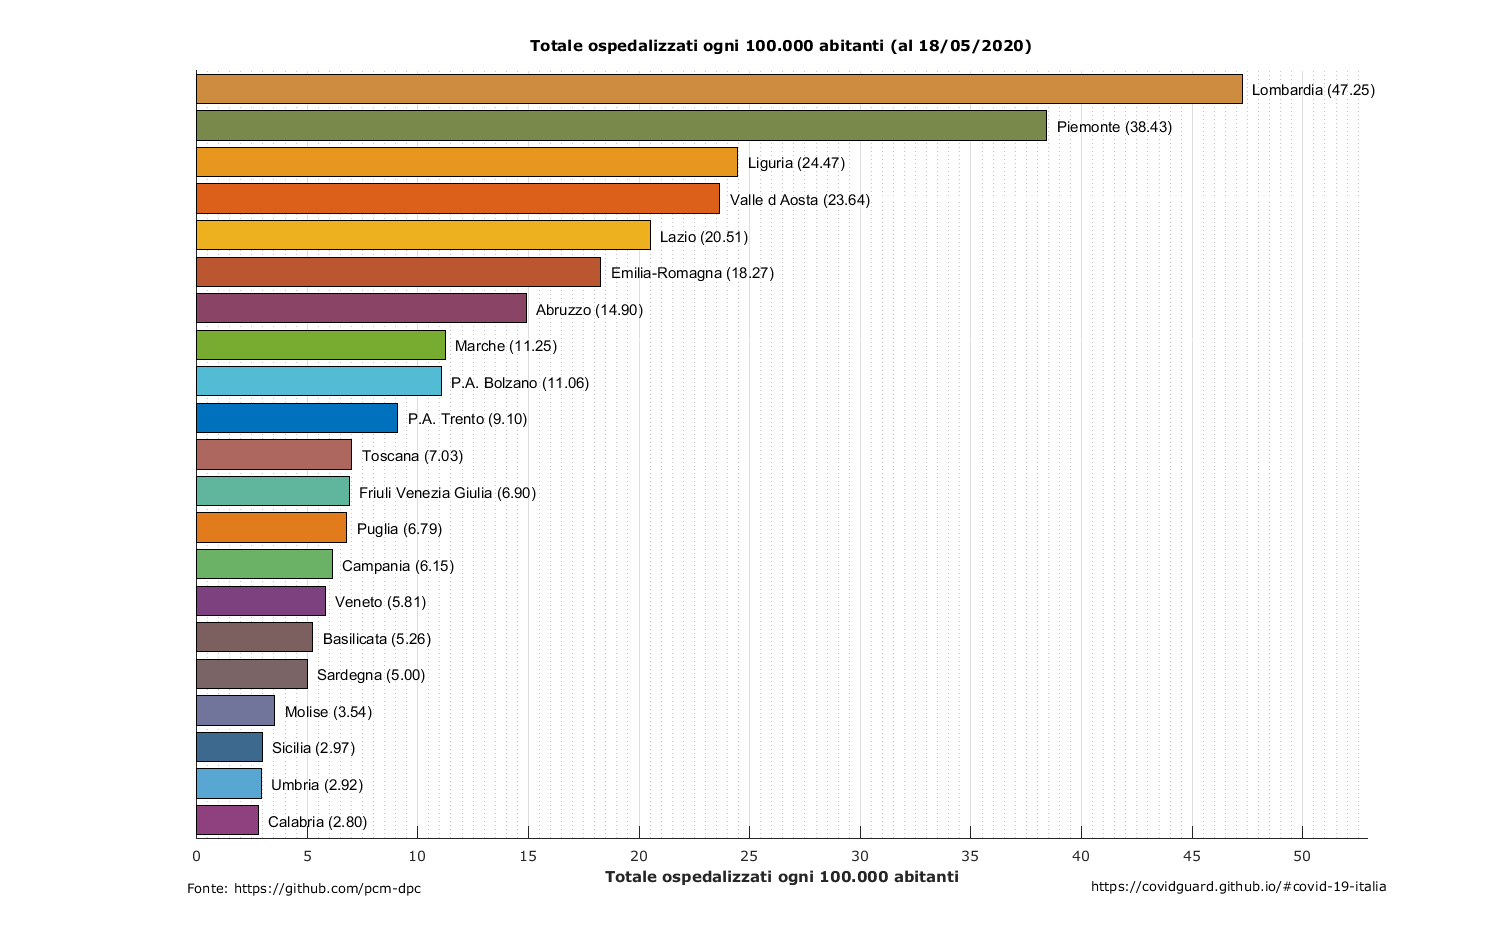 Totale ospedalizzati ogni 100.000 abitanti (al 18/05/2020)
Lombardia (47.25)
Piemonte (38.43)
Liguria (24.47)
Valle d Aosta (23.64)
Lazio (20.51)
Emilia-Romagna (18.27)
Abruzzo (14.90)
Marche (11.25)
P.A. Bolzano (11.06)
P.A. Trento (9.10)
Toscana (7.03)
Friuli Venezia Giulia (6.90)
Puglia (6.79)
Campania (6.15)
Veneto (5.81)
Basilicata (5.26)
Sardegna (5.00)
Molise (3.54)
Sicilia (2.97)
Umbria (2.92)
Calabria (2.80)
0 5 10 15 20 25 30 35 40 45 50
Totale ospedalizzati ogni 100.000 abitanti
Fonte: https://github.com/pcm-dpc
https://covidguard.github.io/#covid-19-italia